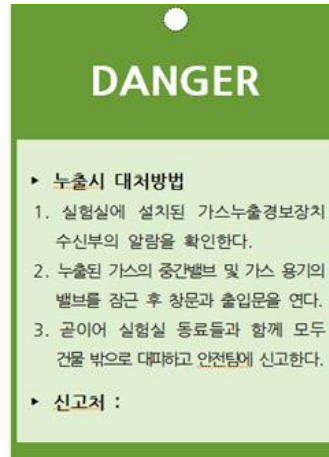 DANGER
▸ 누출시 대처방법
1. 실험실에 설치된 가스누출경보장치
수신부의 알람을 확인한다.
2. 누출된 가스의 중간밸브 및 가스 용기의
밸브를 잠근 후 창문과 출입문을 연다.
3. 곧이어 실험실 동료들과 함께 모두
건물 밖으로 대피하고 안전팀에 신고한다.
▸ 신고처 :